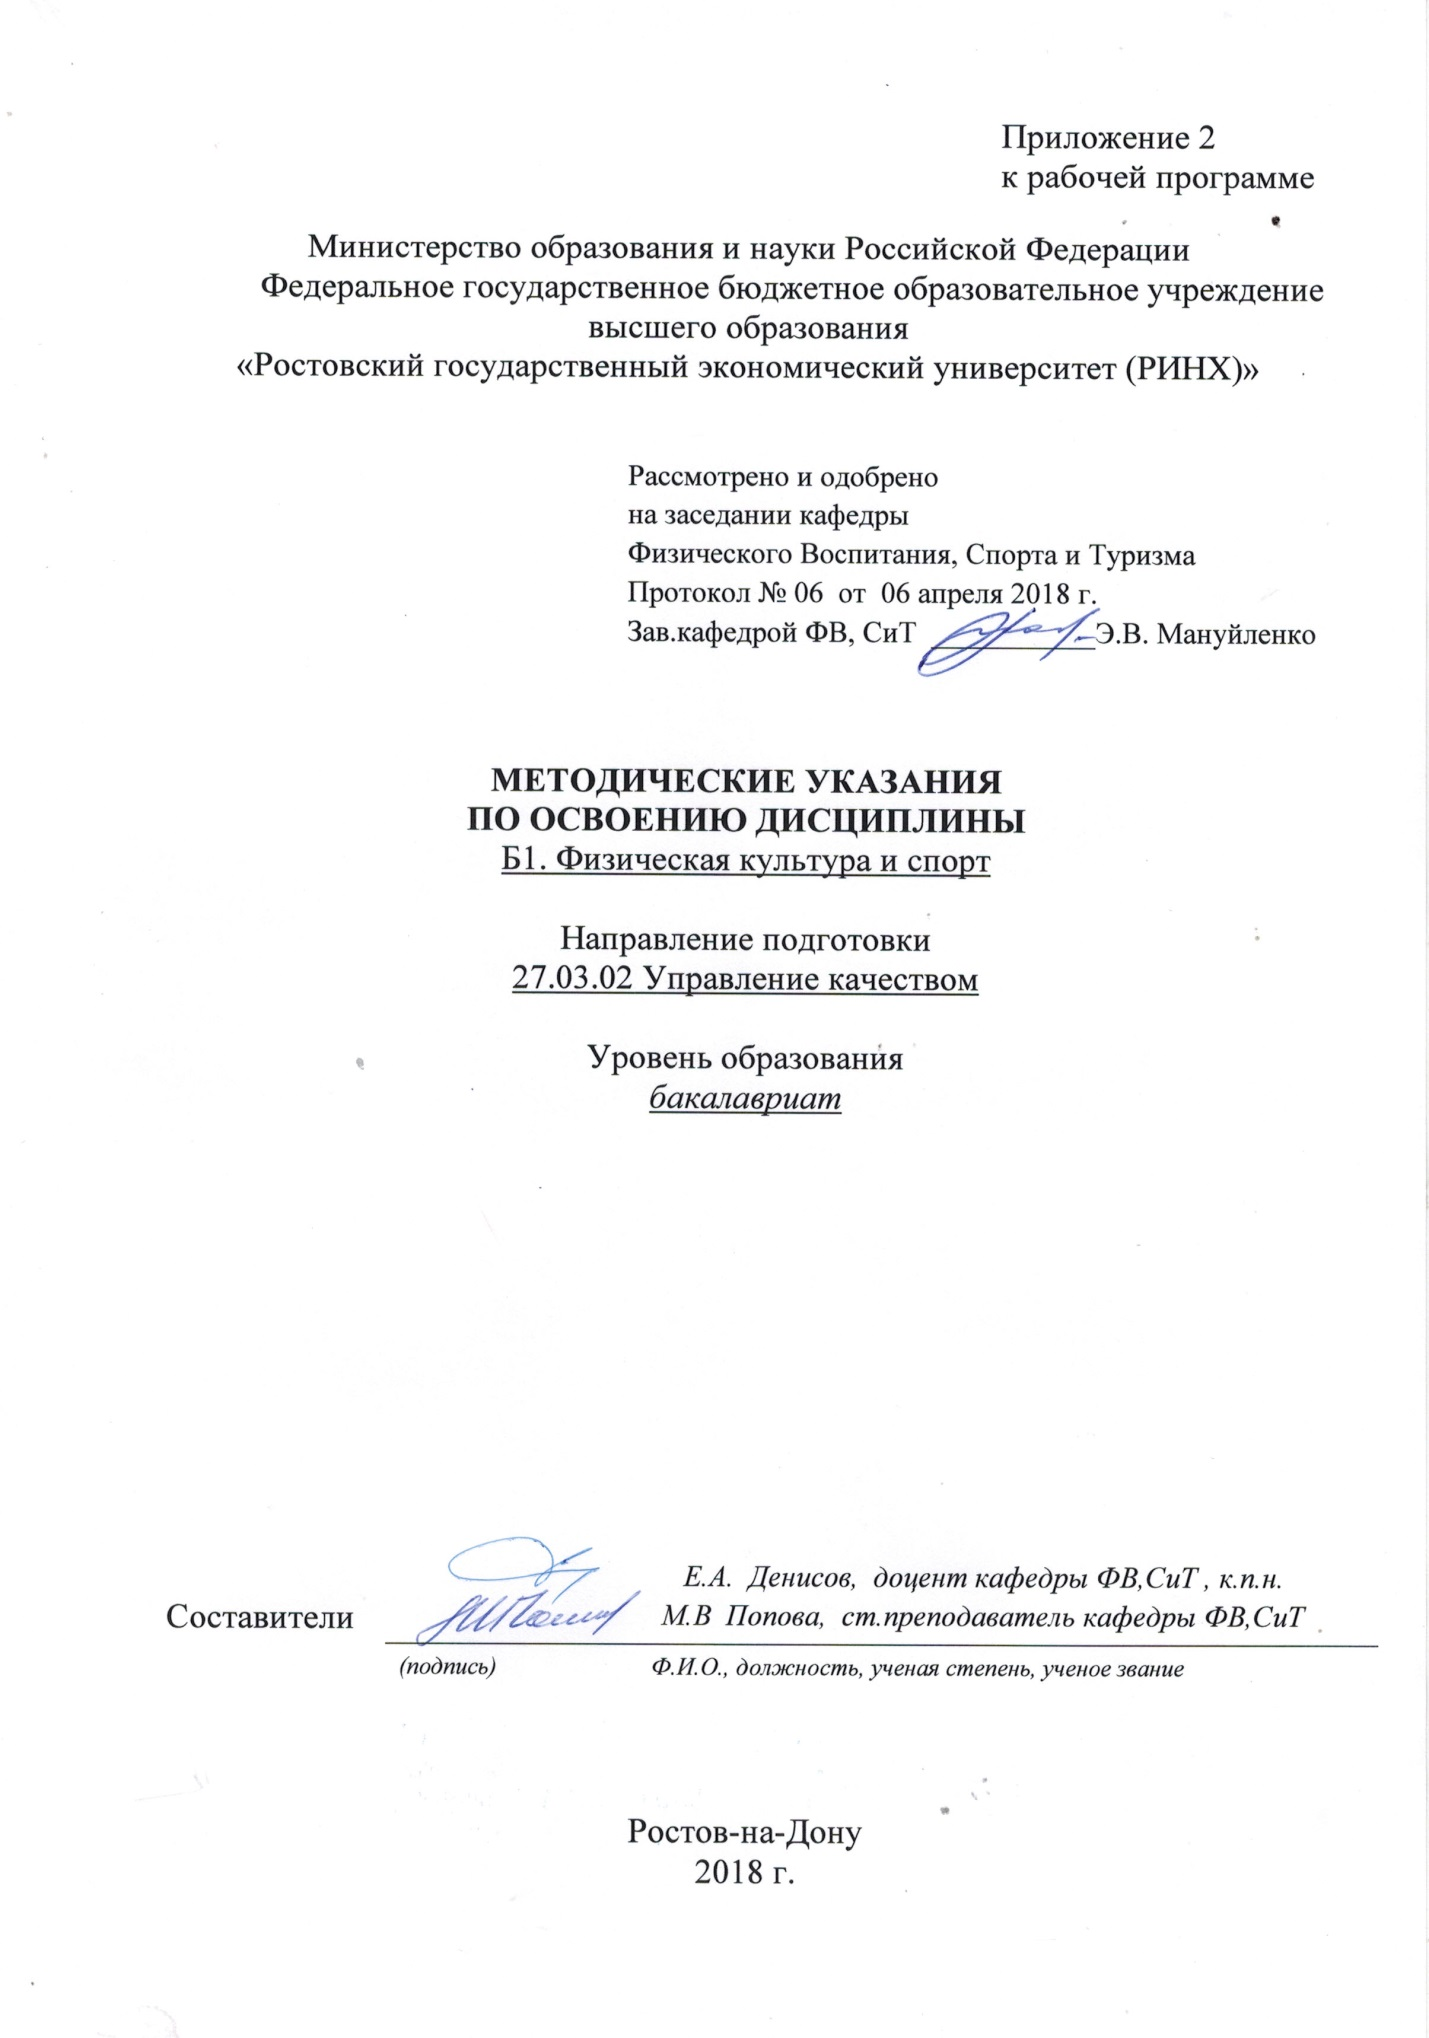 Приложение 2
к рабочей программе
Министерство образования и науки Российской Федерации
Федеральное государственное бюджетное образовательное учреждение
высшего образования
«Ростовский государственный экономический университет (РИНХ)»
Рассмотрено и одобрено
на заседании кафедры
Физического Воспитания, Спорта и Туризма
Протокол № 06 от 06 апреля 2018 г.
Зав.кафедрой ФВ, СиТ Э.В. Мануйленко
МЕТОДИЧЕСКИЕ УКАЗАНИЯ
ПО ОСВОЕНИЮ ДИСЦИПЛИНЫ
Б1. Физическая культура и спорт
Направление подготовки
27.03.02 Управление качеством
Уровень образования
бакалавриат
Е.А. Денисов, доцент кафедры ФВ,СиТ , к.п.н.
Составители М.В Попова, ст.преподаватель кафедры ФВ,СиТ
(подпись) Ф.И.О., должность, ученая степень, ученое звание
Ростов-на-Дону
2018 г.